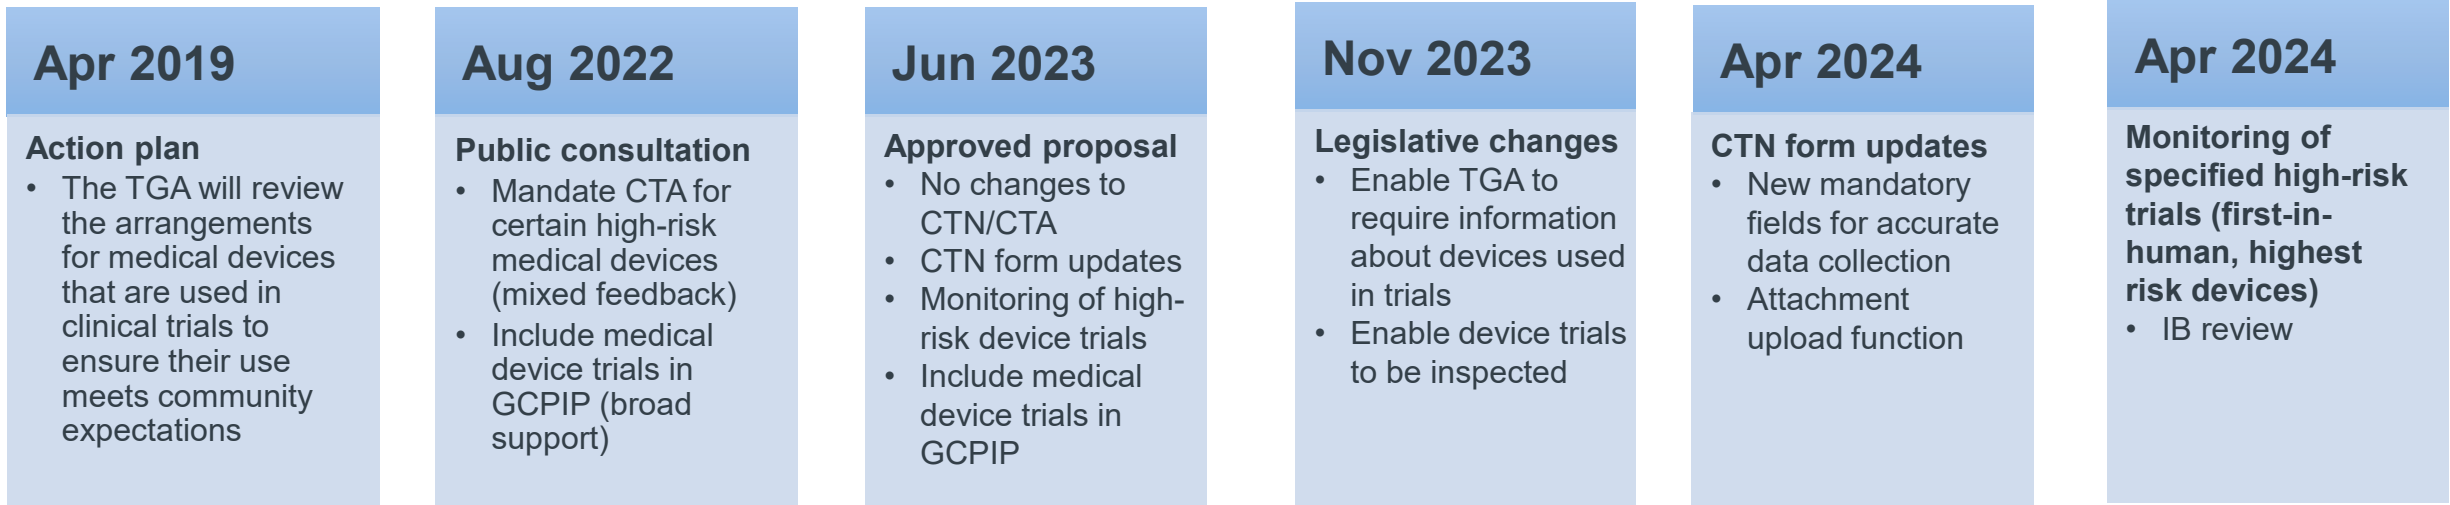 Apr 2019
Action plan
• The TGA will review
the arrangements
for medical devices
that are used in
clinical trials to
ensure their use
meets community
expectations
Aug 2022
Public consultation
• Mandate CTA for
certain high-risk
medical devices
(mixed feedback)
• Include medical
device trials in
GCPIP (broad
support)
Jun 2023
Approved proposal
• No changes to
CTN/CTA
• CTN form updates
• Monitoring of high-
risk device trials
• Include medical
device trials in
GCPIP
Nov 2023
Legislative changes
• Enable TGA to
require information
about devices used
in trials
• Enable device trials
to be inspected
Apr 2024
CTN form updates
• New mandatory
fields for accurate
data collection
• Attachment
upload function
Apr 2024
Monitoring of
specified high-risk
trials (first-in-
human, highest
risk devices)
• IB review